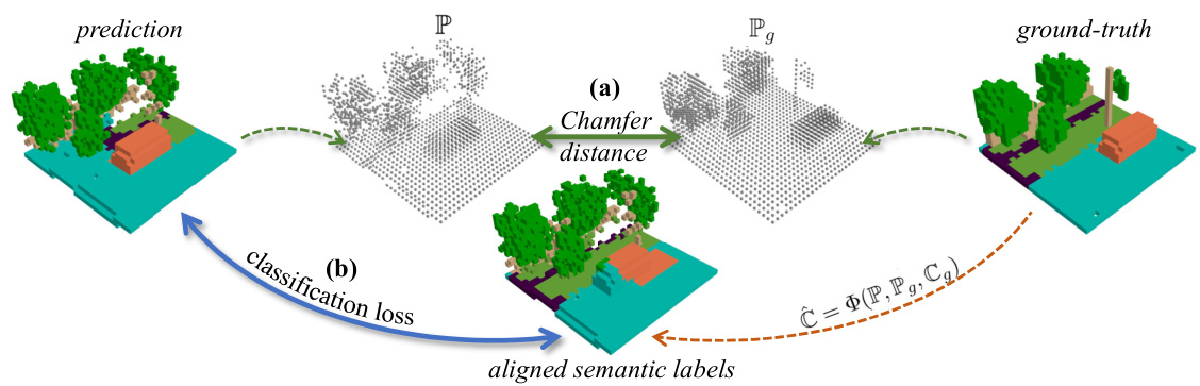 prediction
ℙ
ℙ_g
ground-truth
(a)
Chamfer
distance
(b)
classification loss
Ĉ = Φ(ℙ, ℙ_g, ℂ_g)
aligned semantic labels